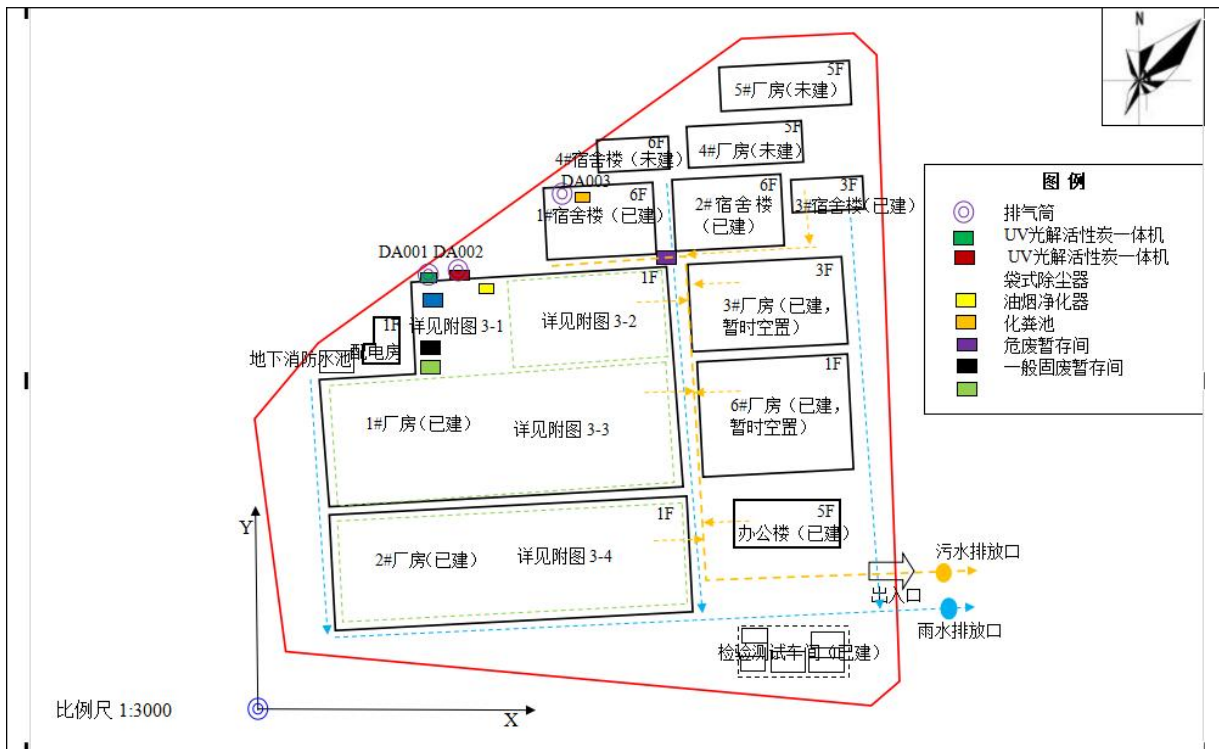 N
5F
5#厂房(未建)
5F
4#厂房(未建)
6F
4#宿舍楼（未建）
DA003
6F
1#宿舍楼（已建）
6F
2#宿舍楼
（已建）
3F
3#宿舍楼(已建)
图 例
排气筒
UV光解活性炭一体机
UV光解活性炭一体机
袋式除尘器
油烟净化器
化粪池
危废暂存间
一般固废暂存间
DA001 DA002
1F
详见附图 3-1
详见附图 3-2
3F
3#厂房（已建，
暂时空置）
1F
配电房
地下消防水池
1#厂房（已建）
详见附图 3-3
1F
6#厂房（已建，
暂时空置）
1F
2#厂房(已建)
详见附图 3-4
5F
办公楼（已建）
Y
X
出入口
污水排放口
雨水排放口
检验测试车间（已建）
比例尺 1:3000